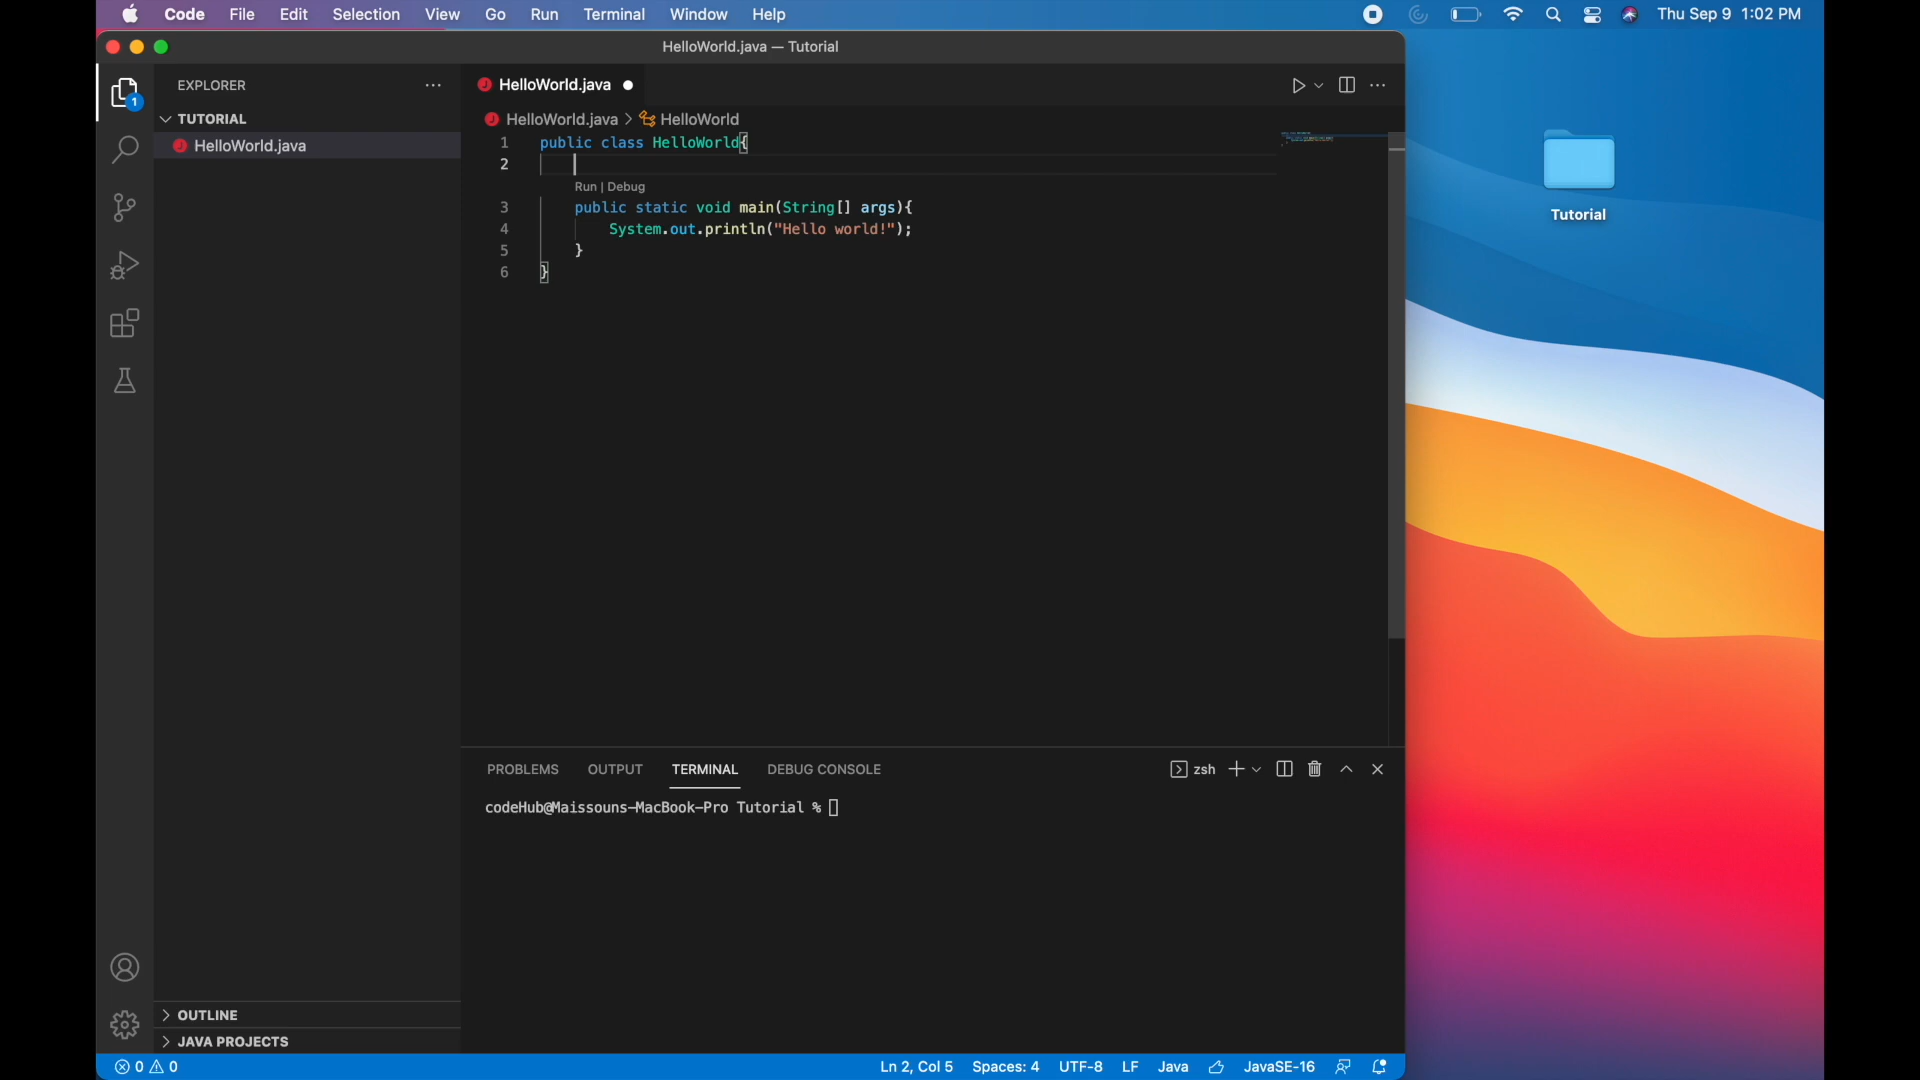 Code File Edit Selection View Go Run Terminal Window Help Thu Sep 9 1:02 PM
HelloWorld.java — Tutorial
EXPLORER
TUTORIAL
HelloWorld.java
HelloWorld.java
HelloWorld.java > HelloWorld
1 public class HelloWorld{
2
Run | Debug
3 public static void main(String[] args){
4 System.out.println("Hello world!");
5 }
6 }
Tutorial
PROBLEMS OUTPUT TERMINAL DEBUG CONSOLE zsh
codeHub@Maissouns-MacBook-Pro Tutorial %
OUTLINE
JAVA PROJECTS
1
0 0 Ln 2, Col 5 Spaces: 4 UTF-8 LF Java JavaSE-16